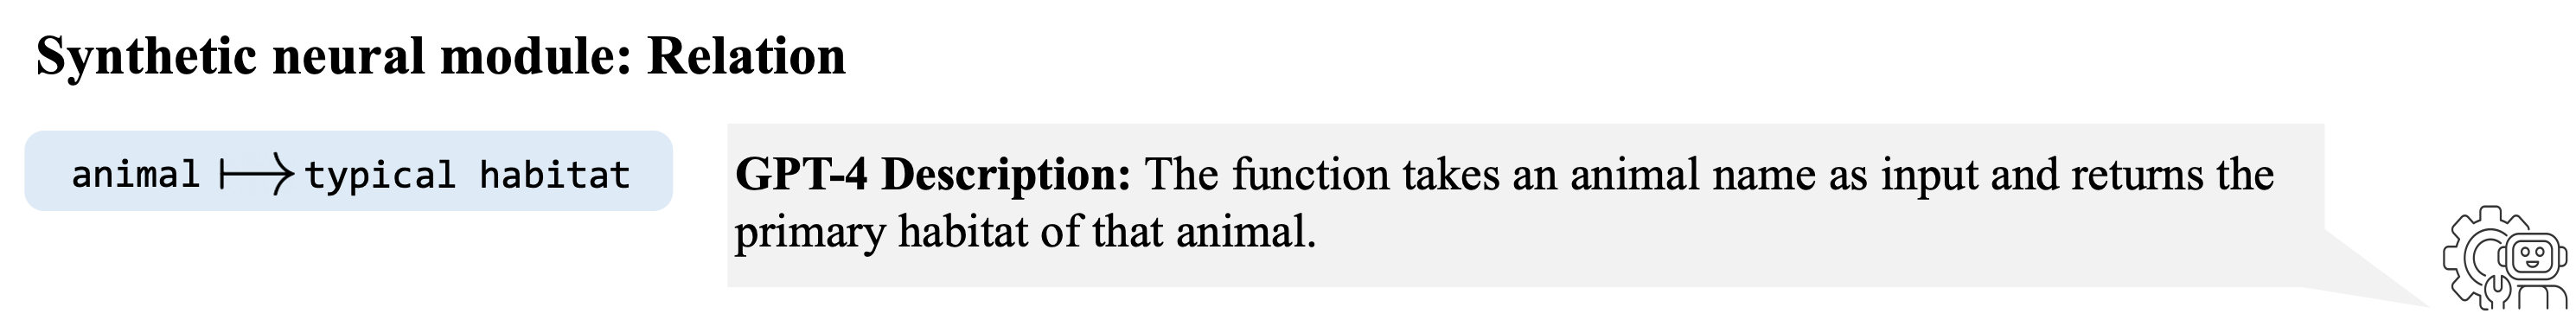 Synthetic neural module: Relation
animal ⟼ typical habitat
GPT-4 Description: The function takes an animal name as input and returns the
primary habitat of that animal.